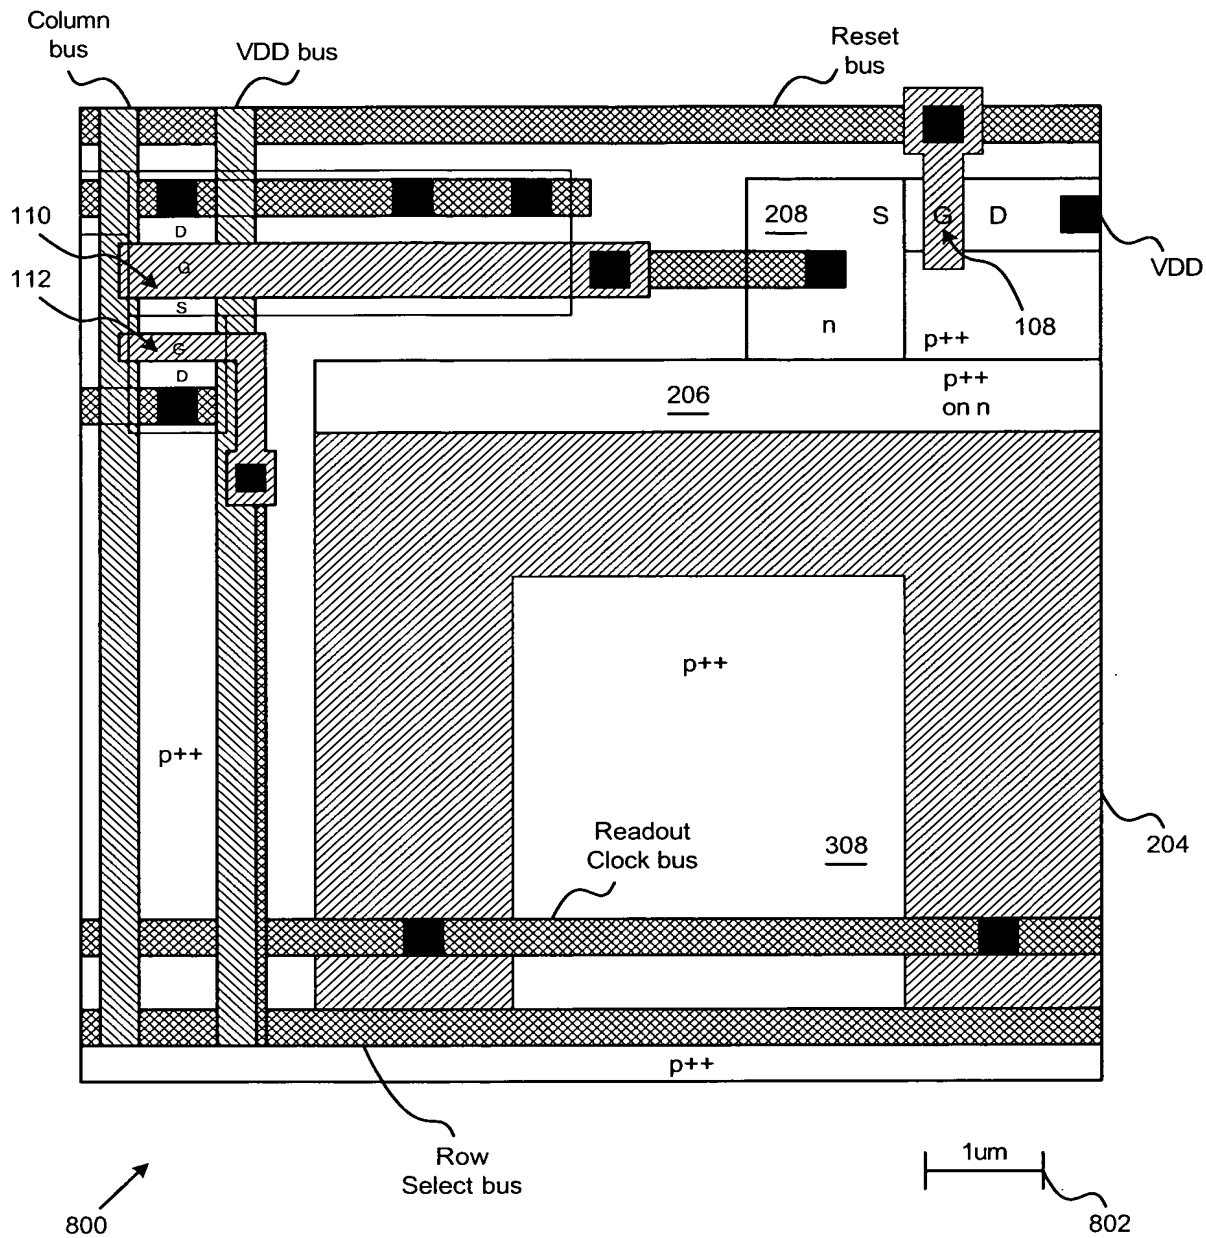 Column
bus
VDD bus
Reset
bus
110
D
208
S
G
D
G
VDD
112
S
108
n
p++
G
D
206
p++
on n
p++
p++
Readout
Clock bus
308
204
p++
Row
Select bus
1um
800
802